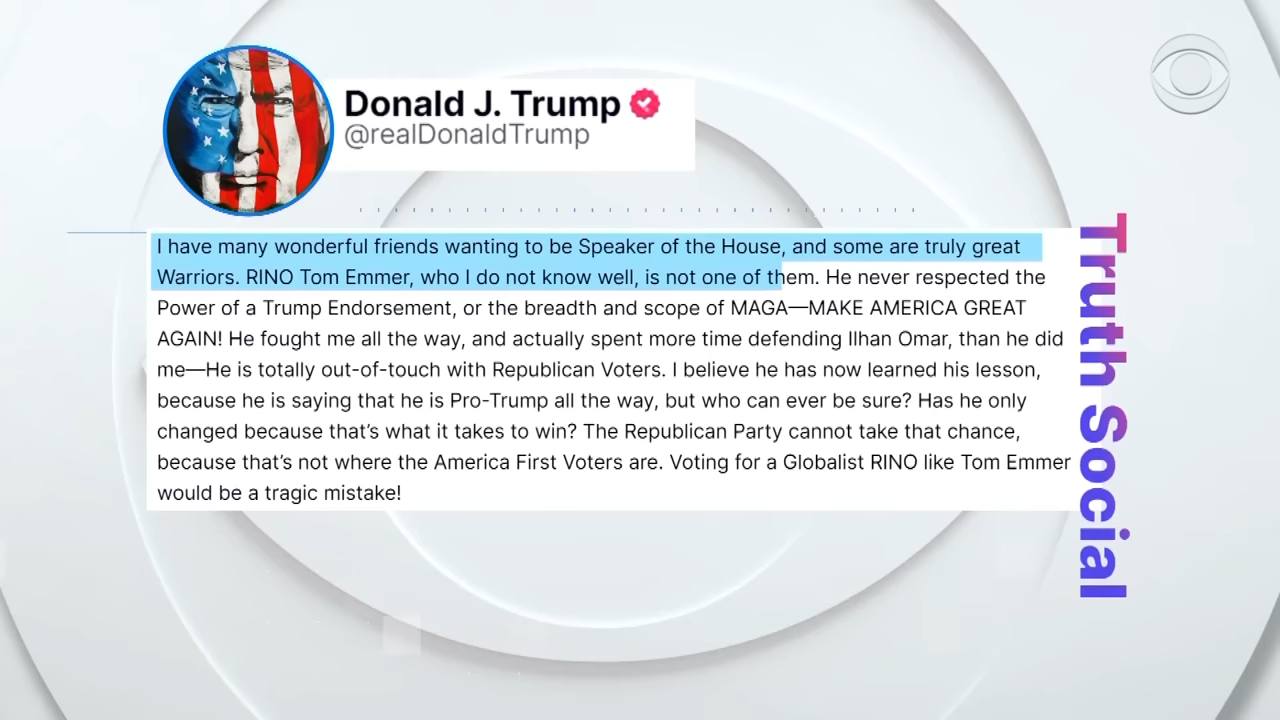 Donald J. Trump
@realDonaldTrump
I have many wonderful friends wanting to be Speaker of the House, and some are truly great
Warriors. RINO Tom Emmer, who I do not know well, is not one of them. He never respected the
Power of a Trump Endorsement, or the breadth and scope of MAGA—MAKE AMERICA GREAT
AGAIN! He fought me all the way, and actually spent more time defending Ilhan Omar, than he did
me—He is totally out-of-touch with Republican Voters. I believe he has now learned his lesson,
because he is saying that he is Pro-Trump all the way, but who can ever be sure? Has he only
changed because that’s what it takes to win? The Republican Party cannot take that chance,
because that’s not where the America First Voters are. Voting for a Globalist RINO like Tom Emmer
would be a tragic mistake!
Truth Social